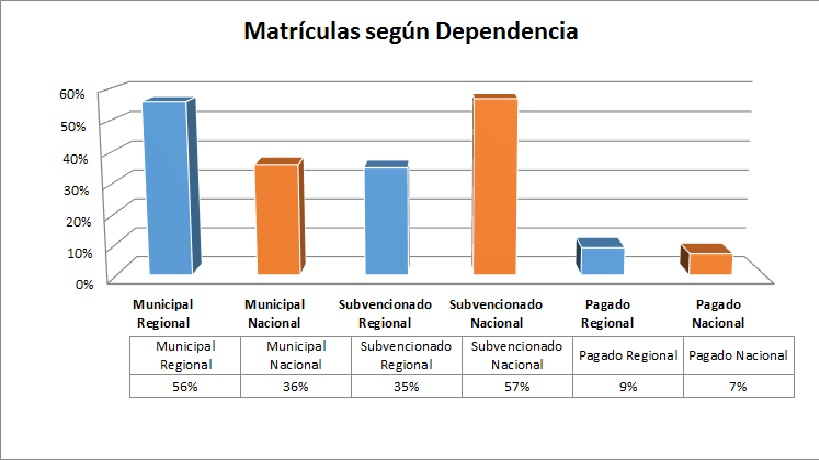 Matrículas según Dependencia
60%
50%
40%
30%
20%
10%
0%
Municipal Regional
Municipal Nacional
Subvencionado Regional
Subvencionado Nacional
Pagado Regional
Pagado Nacional
Municipal Regional
Municipal Nacional
Subvencionado Regional
Subvencionado Nacional
Pagado Regional
Pagado Nacional
56%
36%
35%
57%
9%
7%